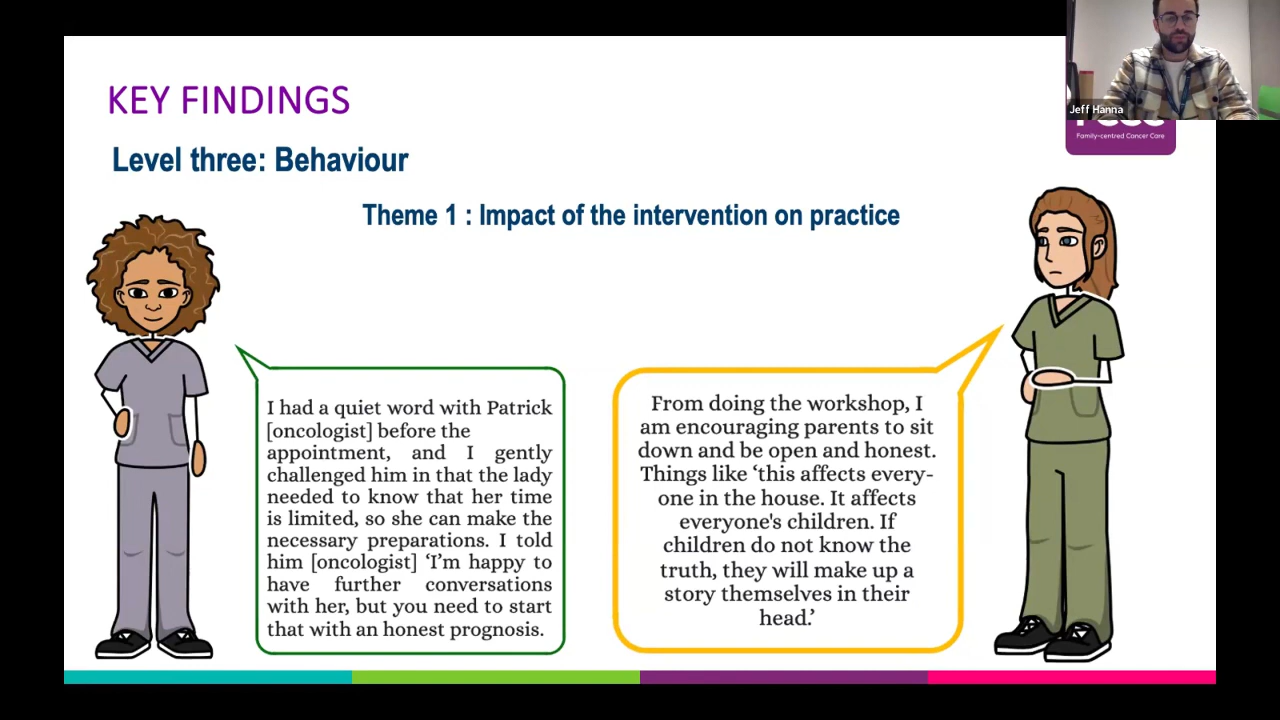 KEY FINDINGS
Jeff Hanna
Family-centred Cancer Care
Level three: Behaviour
Theme 1 : Impact of the intervention on practice
I had a quiet word with Patrick
[oncologist] before the
appointment, and I gently
challenged him in that the lady
needed to know that her time
is limited, so she can make the
necessary preparations. I told
him [oncologist] ‘I’m happy to
have further conversations
with her, but you need to start
that with an honest prognosis.
From doing the workshop, I
am encouraging parents to sit
down and be open and honest.
Things like ‘this affects every-
one in the house. It affects
everyone's children. If
children do not know the
truth, they will make up a
story themselves in their
head.’